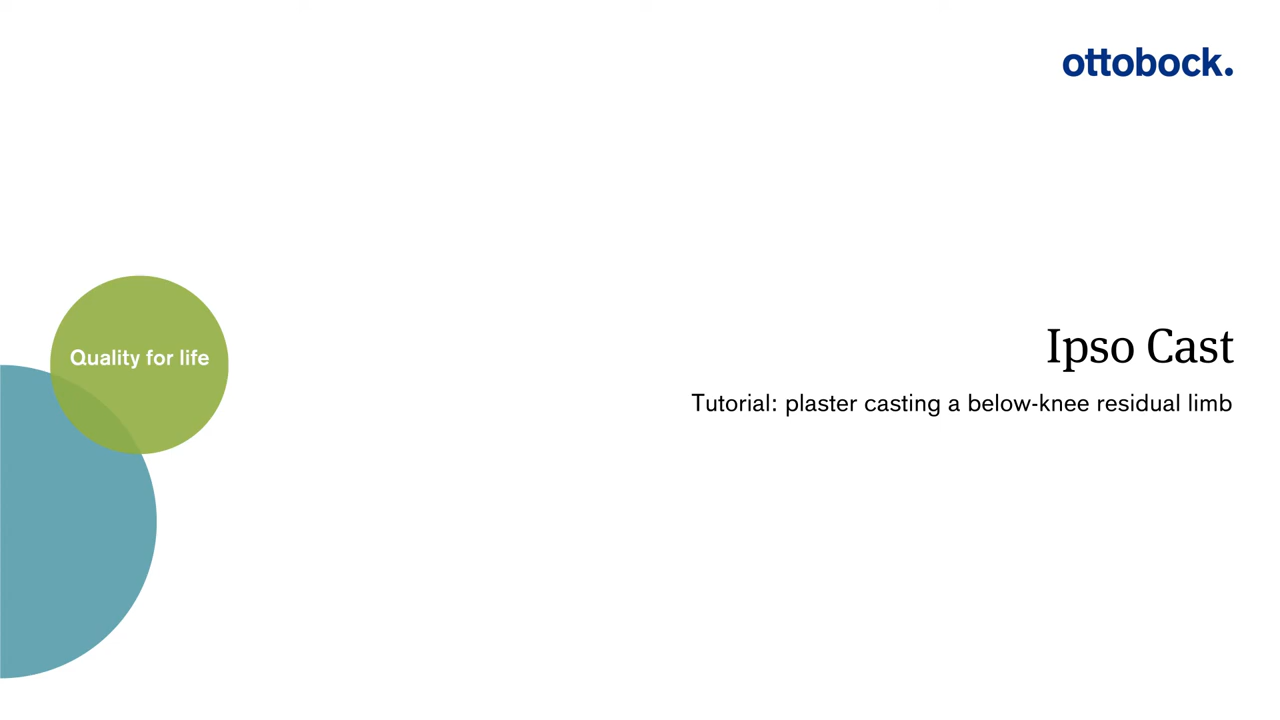 ottobock.
Quality for life
Ipso Cast
Tutorial: plaster casting a below-knee residual limb